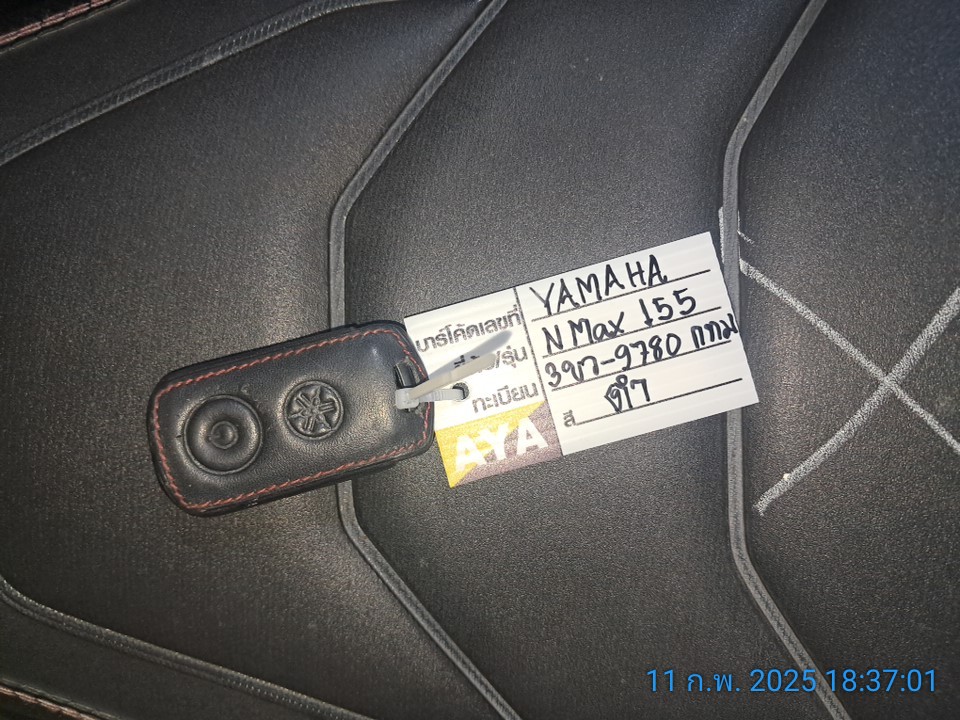 บาร์โค้ดเลขที่ YAMAHA
/รุ่น N Max 155
ทะเบียน 3ขว-9780 กทม
สี ดำ
AYA
11 ก.พ. 2025 18:37:01